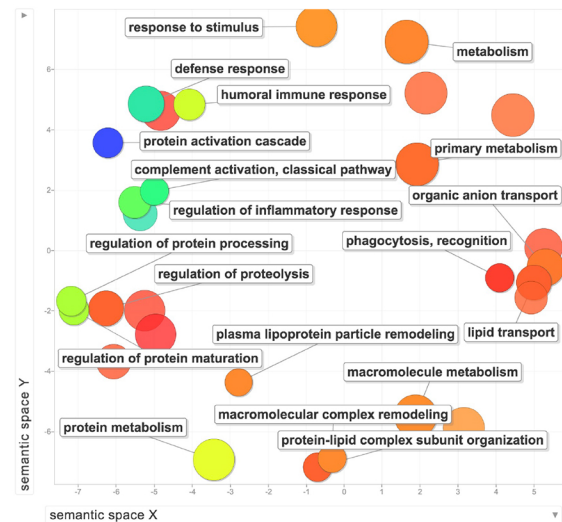 response to stimulus
metabolism
defense response
humoral immune response
protein activation cascade
primary metabolism
complement activation, classical pathway
organic anion transport
regulation of inflammatory response
regulation of protein processing
phagocytosis, recognition
regulation of proteolysis
lipid transport
plasma lipoprotein particle remodeling
regulation of protein maturation
macromolecule metabolism
macromolecular complex remodeling
protein metabolism
protein-lipid complex subunit organization
6
4
2
0
-2
-4
-6
-7
-6
-5
-4
-3
-2
-1
0
1
2
3
4
5
semantic space Y
semantic space X